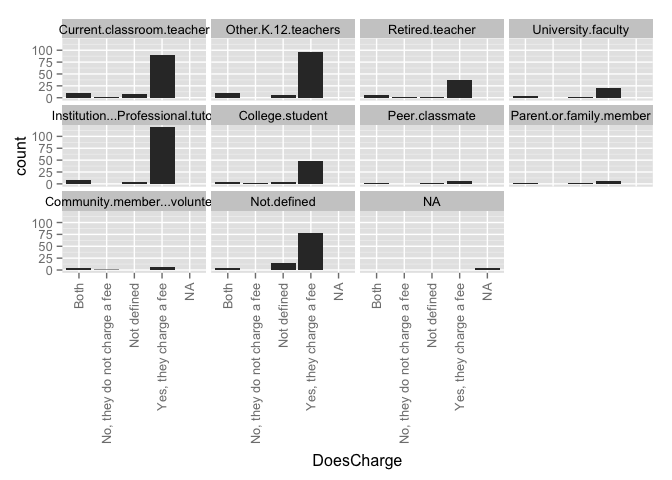 Current.classroom.teacher Other.K.12.teachers Retired.teacher University.faculty
100
75
50
25
0
Institution...Professional.tuto College.student Peer.classmate Parent.or.family.member
100
75
50
25
0
Community.member...volunte Not.defined NA
100
75
50
25
0
count
Both No, they do not charge a fee Not defined Yes, they charge a fee NA
Both No, they do not charge a fee Not defined Yes, they charge a fee NA
Both No, they do not charge a fee Not defined Yes, they charge a fee NA
DoesCharge